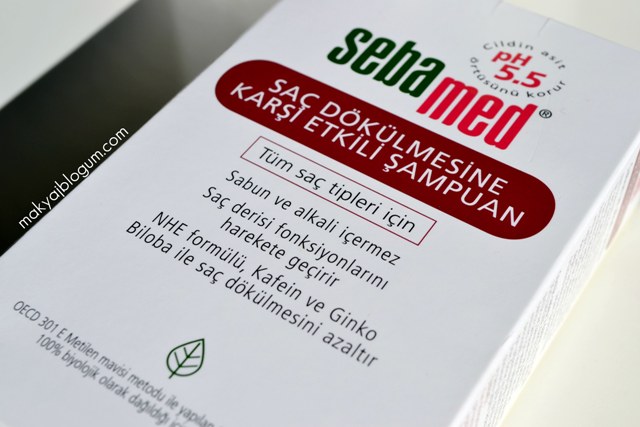 sebamed®
Cildin asit
pH
5.5
örtüsünü korur
SAÇ DÖKÜLMESİNE
KARŞI ETKİLİ ŞAMPUAN
Tüm saç tipleri için
Sabun ve alkali içermez
Saç derisi fonksiyonlarını
harekete geçirir
NHE formülü, Kafein ve Ginko
Biloba ile saç dökülmesini azaltır
OECD 301 E Metilen mavisi metodu ile
100% biyolojik olarak
makyajblogum.com